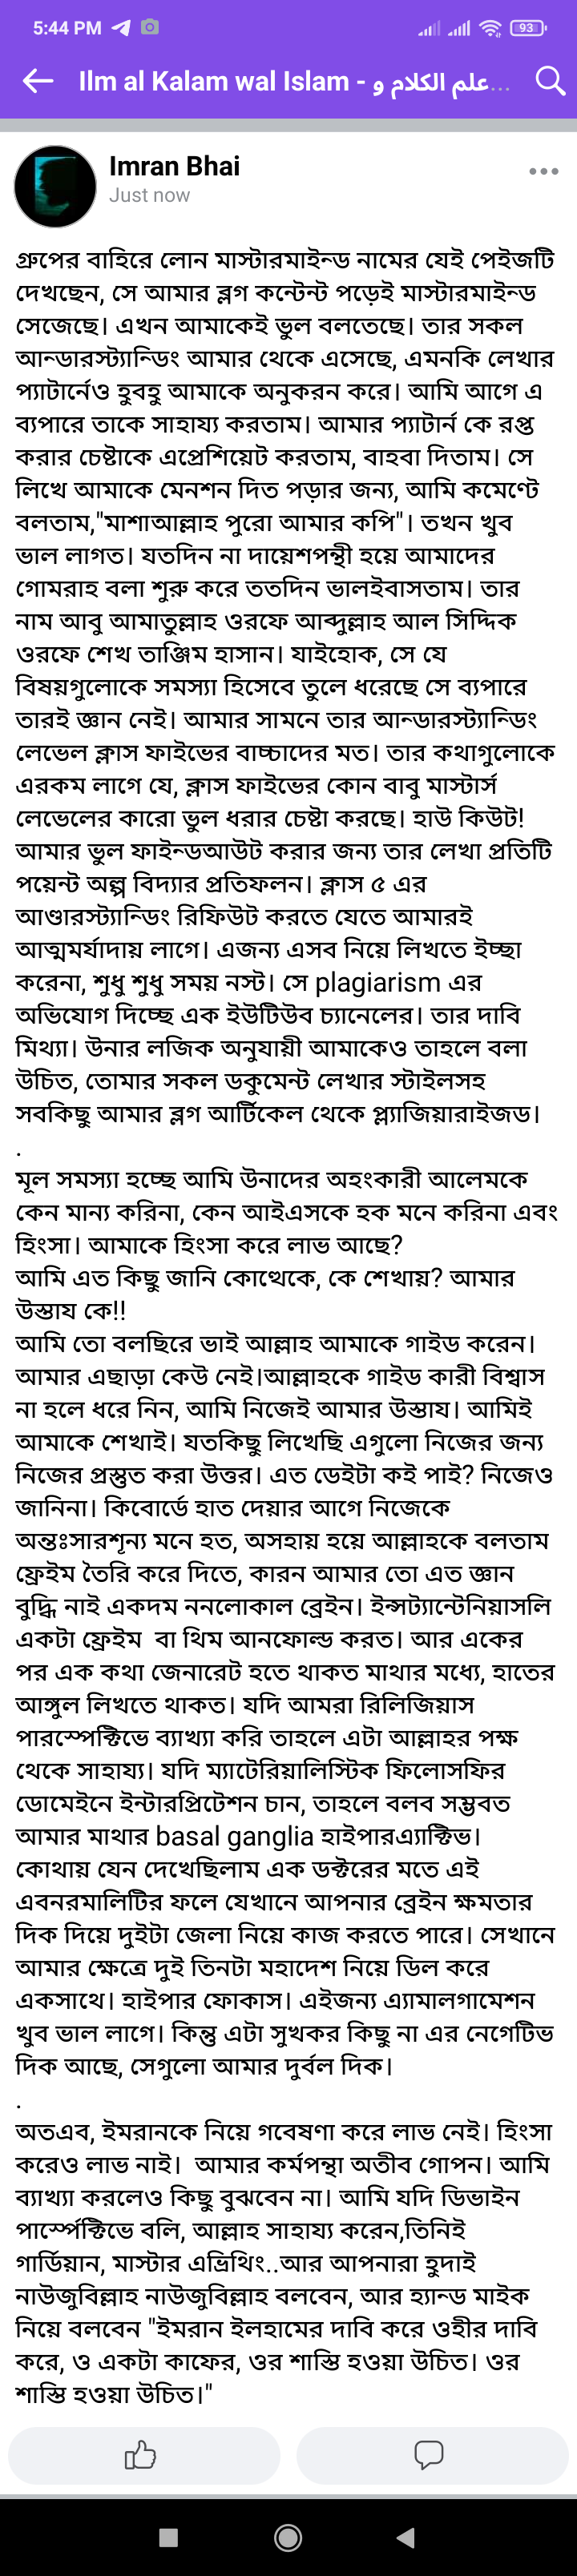 5:44 PM
93
Ilm al Kalam wal Islam - علم الكلام و...
Imran Bhai
Just now
গ্রুপের বাহিরে লোন মাস্টারমাইন্ড নামের যেই পেইজটি
দেখছেন, সে আমার ব্লগ কন্টেন্ট পড়েই মাস্টারমাইন্ড
সেজেছে। এখন আমাকেই ভুল বলতেছে। তার সকল
আন্ডারস্ট্যান্ডিং আমার থেকে এসেছে, এমনকি লেখার
প্যাটার্নেও হুবহু আমাকে অনুকরন করে। আমি আগে এ
ব্যপারে তাকে সাহায্য করতাম। আমার প্যাটার্ন কে রপ্ত
করার চেষ্টাকে এপ্রেশিয়েট করতাম, বাহবা দিতাম। সে
লিখে আমাকে মেনশন দিত পড়ার জন্য, আমি কমেন্টে
বলতাম,"মাশাআল্লাহ পুরো আমার কপি"। তখন খুব
ভাল লাগত। যতদিন না দায়েশপন্থী হয়ে আমাদের
গোমরাহ বলা শুরু করে ততদিন ভালইবাসতাম। তার
নাম আবু আমাতুল্লাহ ওরফে আব্দুল্লাহ আল সিদ্দিক
ওরফে শেখ তাঞ্জিম হাসান। যাইহোক, সে যে
বিষয়গুলোকে সমস্যা হিসেবে তুলে ধরেছে সে ব্যপারে
তারই জ্ঞান নেই। আমার সামনে তার আন্ডারস্ট্যান্ডিং
লেভেল ক্লাস ফাইভের বাচ্চাদের মত। তার কথাগুলোকে
এরকম লাগে যে, ক্লাস ফাইভের কোন বাবু মাস্টার্স
লেভেলের কারো ভুল ধরার চেষ্টা করছে। হাউ কিউট!
আমার ভুল ফাইন্ডআউট করার জন্য তার লেখা প্রতিটি
পয়েন্ট অল্প বিদ্যার প্রতিফলন। ক্লাস ৫ এর
আণ্ডারস্ট্যান্ডিং রিফিউট করতে যেতে আমারই
আত্মমর্যাদায় লাগে। এজন্য এসব নিয়ে লিখতে ইচ্ছা
করেনা, শুধু শুধু সময় নস্ট। সে plagiarism এর
অভিযোগ দিচ্ছে এক ইউটিউব চ্যানেলের। তার দাবি
মিথ্যা। উনার লজিক অনুযায়ী আমাকেও তাহলে বলা
উচিত, তোমার সকল ডকুমেন্ট লেখার স্টাইলসহ
সবকিছু আমার ব্লগ আর্টিকেল থেকে প্ল্যাজিয়ারাইজড।
.
মূল সমস্যা হচ্ছে আমি উনাদের অহংকারী আলেমকে
কেন মান্য করিনা, কেন আইএসকে হক মনে করিনা এবং
হিংসা। আমাকে হিংসা করে লাভ আছে?
আমি এত কিছু জানি কোত্থেকে, কে শেখায়? আমার
উস্তায কে!!
আমি তো বলছিরে ভাই আল্লাহ আমাকে গাইড করেন।
আমার এছাড়া কেউ নেই।আল্লাহকে গাইড কারী বিশ্বাস
না হলে ধরে নিন, আমি নিজেই আমার উস্তায। আমিই
আমাকে শেখাই। যতকিছু লিখেছি এগুলো নিজের জন্য
নিজের প্রস্তুত করা উত্তর। এত ডেইটা কই পাই? নিজেও
জানিনা। কিবোর্ডে হাত দেয়ার আগে নিজেকে
অন্তঃসারশূন্য মনে হত, অসহায় হয়ে আল্লাহকে বলতাম
ফ্রেইম তৈরি করে দিতে, কারন আমার তো এত জ্ঞান
বুদ্ধি নাই একদম ননলোকাল ব্রেইন। ইন্সট্যান্টেনিয়াসলি
একটা ফ্রেইম  বা থিম আনফোল্ড করত। আর একের
পর এক কথা জেনারেট হতে থাকত মাথার মধ্যে, হাতের
আঙ্গুল লিখতে থাকত। যদি আমরা রিলিজিয়াস
পারস্পেক্টিভে ব্যাখ্যা করি তাহলে এটা আল্লাহর পক্ষ
থেকে সাহায্য। যদি ম্যাটেরিয়ালিস্টিক ফিলোসফির
ডোমেইনে ইন্টারপ্রিটেশন চান, তাহলে বলব সম্ভবত
আমার মাথার basal ganglia হাইপারএ্যাক্টিভ।
কোথায় যেন দেখেছিলাম এক ডক্টরের মতে এই
এবনরমালিটির ফলে যেখানে আপনার ব্রেইন ক্ষমতার
দিক দিয়ে দুইটা জেলা নিয়ে কাজ করতে পারে। সেখানে
আমার ক্ষেত্রে দুই তিনটা মহাদেশ নিয়ে ডিল করে
একসাথে। হাইপার ফোকাস। এইজন্য এ্যামালগামেশন
খুব ভাল লাগে। কিন্তু এটা সুখকর কিছু না এর নেগেটিভ
দিক আছে, সেগুলো আমার দুর্বল দিক।
.
অতএব, ইমরানকে নিয়ে গবেষণা করে লাভ নেই। হিংসা
করেও লাভ নাই।  আমার কর্মপন্থা অতীব গোপন। আমি
ব্যাখ্যা করলেও কিছু বুঝবেন না। আমি যদি ডিভাইন
পার্স্পেক্টিভে বলি, আল্লাহ সাহায্য করেন,তিনিই
গার্ডিয়ান, মাস্টার এভ্রিথিং..আর আপনারা হুদাই
নাউজুবিল্লাহ নাউজুবিল্লাহ বলবেন, আর হ্যান্ড মাইক
নিয়ে বলবেন "ইমরান ইলহামের দাবি করে ওহীর দাবি
করে, ও একটা কাফের, ওর শাস্তি হওয়া উচিত। ওর
শাস্তি হওয়া উচিত।"